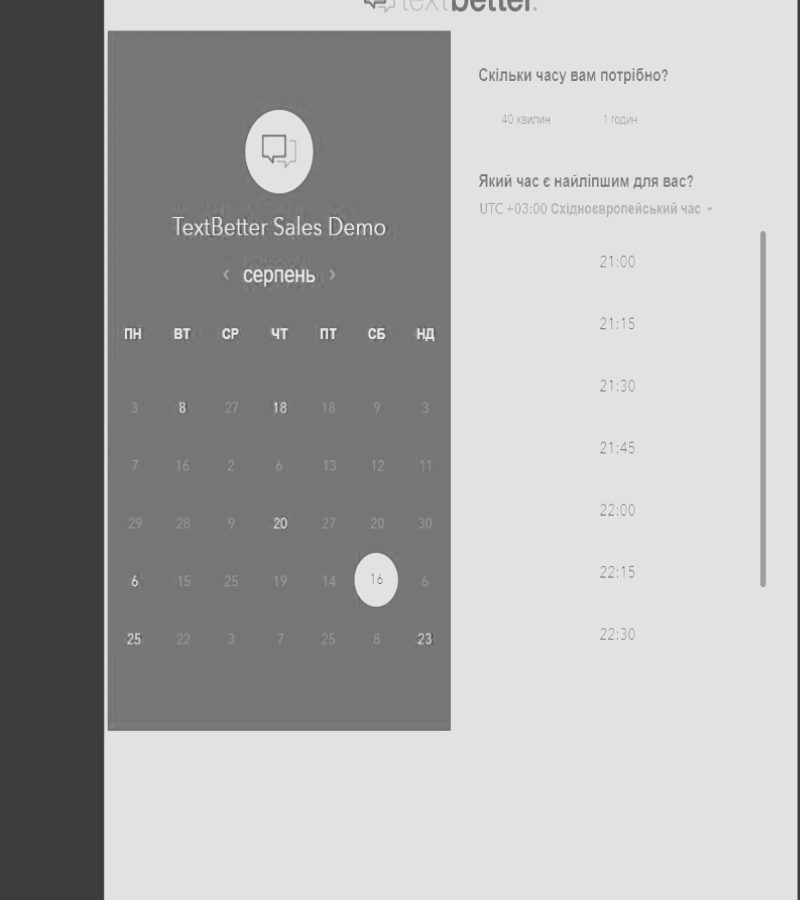 textbetter.
TextBetter Sales Demo
‹ серпень ›
ПН ВТ СР ЧТ ПТ СБ НД
3 8 27 18 18 9 3
7 16 2 6 13 12 11
29 28 9 20 27 20 30
6 15 25 19 14 16 6
25 22 3 7 25 8 23
Скільки часу вам потрібно?
40 хвилин 1 годин
Який час є найліпшим для вас?
UTC +03:00 Східноєвропейський час
21:00
21:15
21:30
21:45
22:00
22:15
22:30